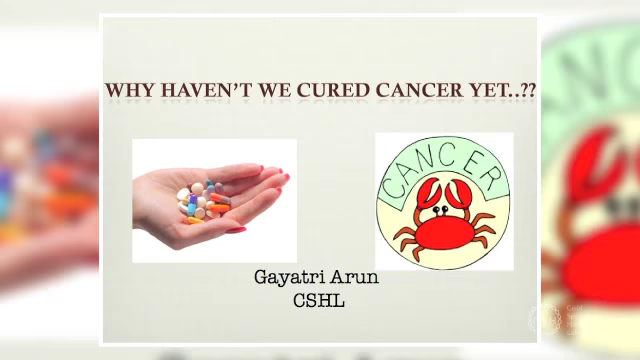 WHY HAVEN'T WE CURED CANCER YET..??
CANCER
Gayatri Arun
CSHL